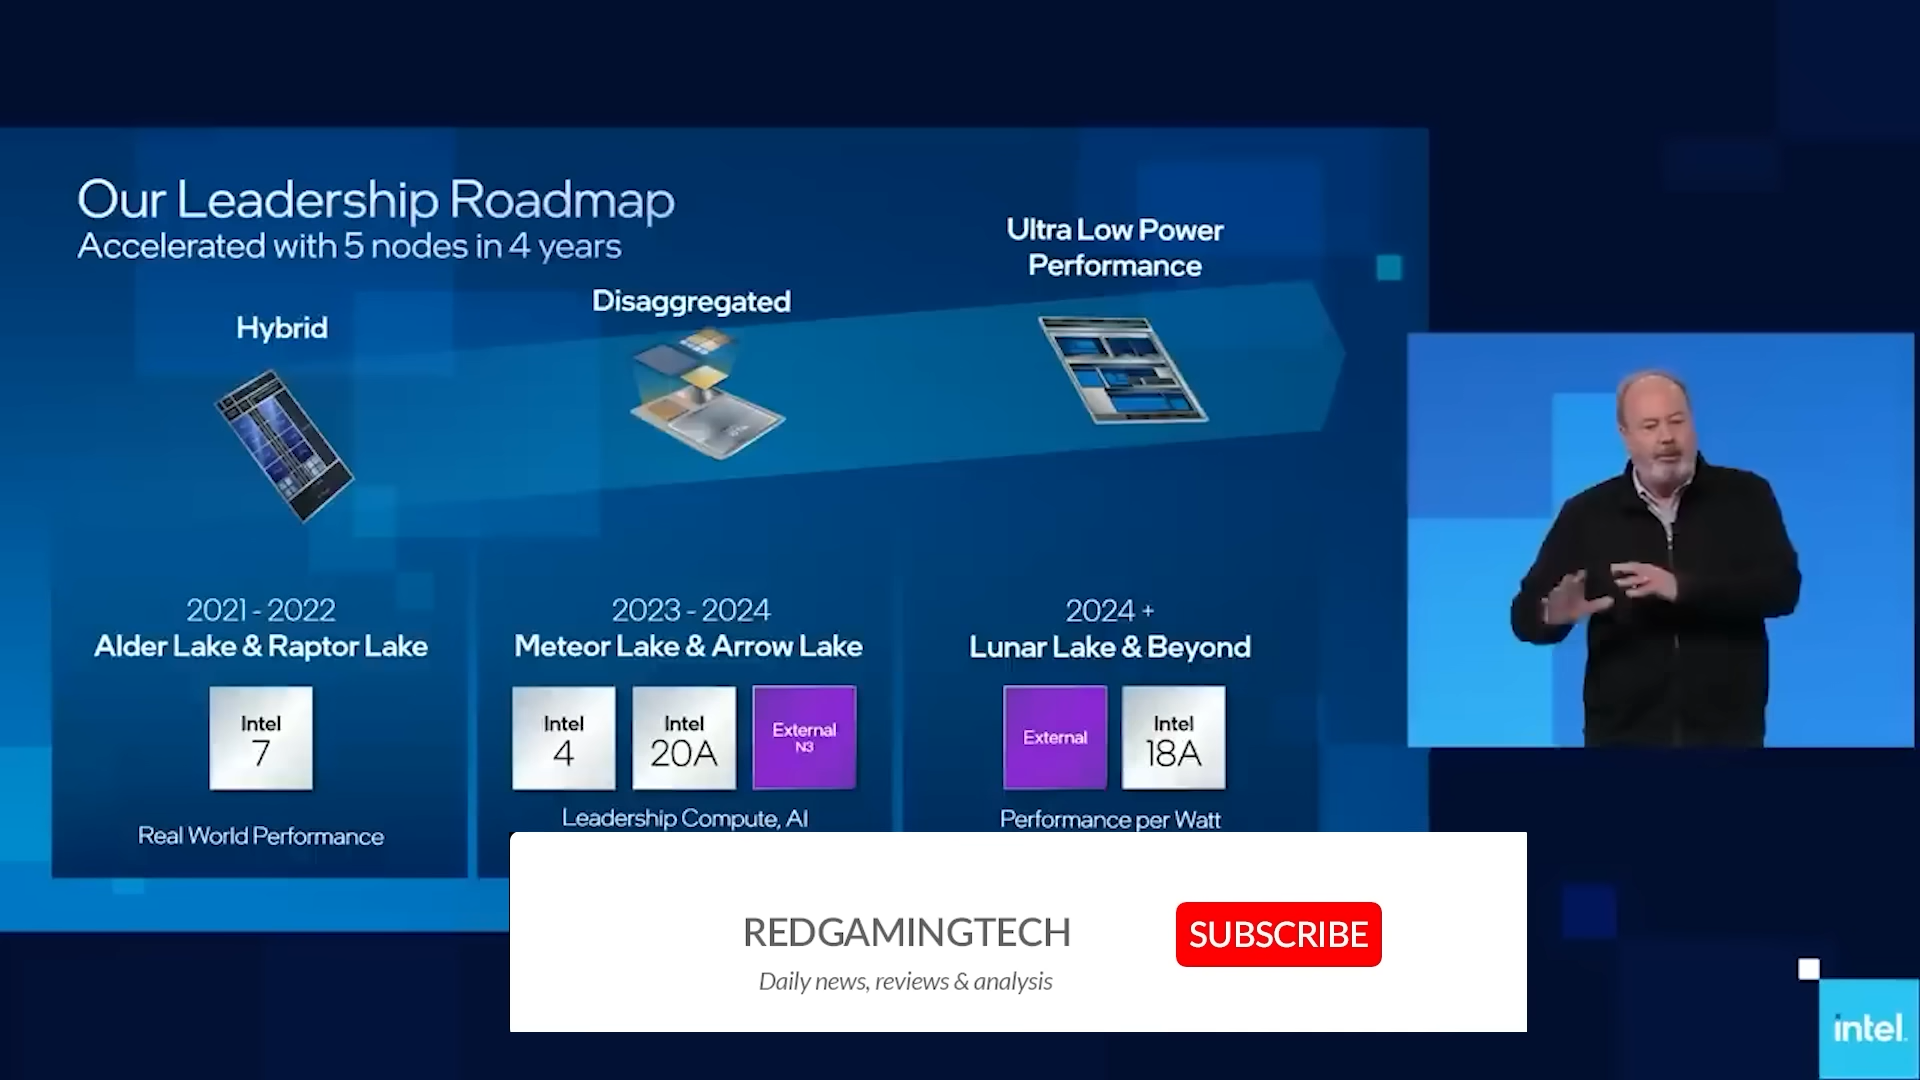 Our Leadership Roadmap
Accelerated with 5 nodes in 4 years
Hybrid
Disaggregated
Ultra Low Power
Performance
2021 - 2022
Alder Lake & Raptor Lake
Intel
7
Real World Performance
2023 - 2024
Meteor Lake & Arrow Lake
Intel
4
Intel
20A
External
N3
Leadership Compute, AI
2024 +
Lunar Lake & Beyond
External
Intel
18A
Performance per Watt
REDGAMINGTECH
Daily news, reviews & analysis
SUBSCRIBE
intel.